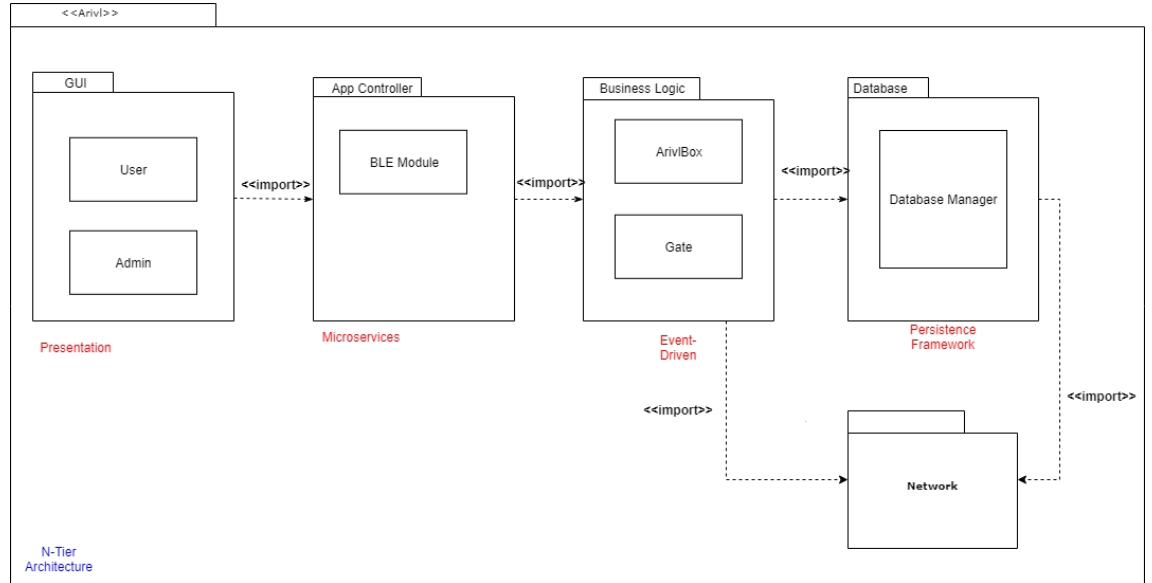 <<Arivl>>
GUI
App Controller
Business Logic
Database
User
BLE Module
ArivlBox
Database Manager
<<import>>
<<import>>
<<import>>
Admin
Gate
Presentation
Microservices
Event-
Driven
Persistence
Framework
<<import>>
<<import>>
Network
N-Tier
Architecture